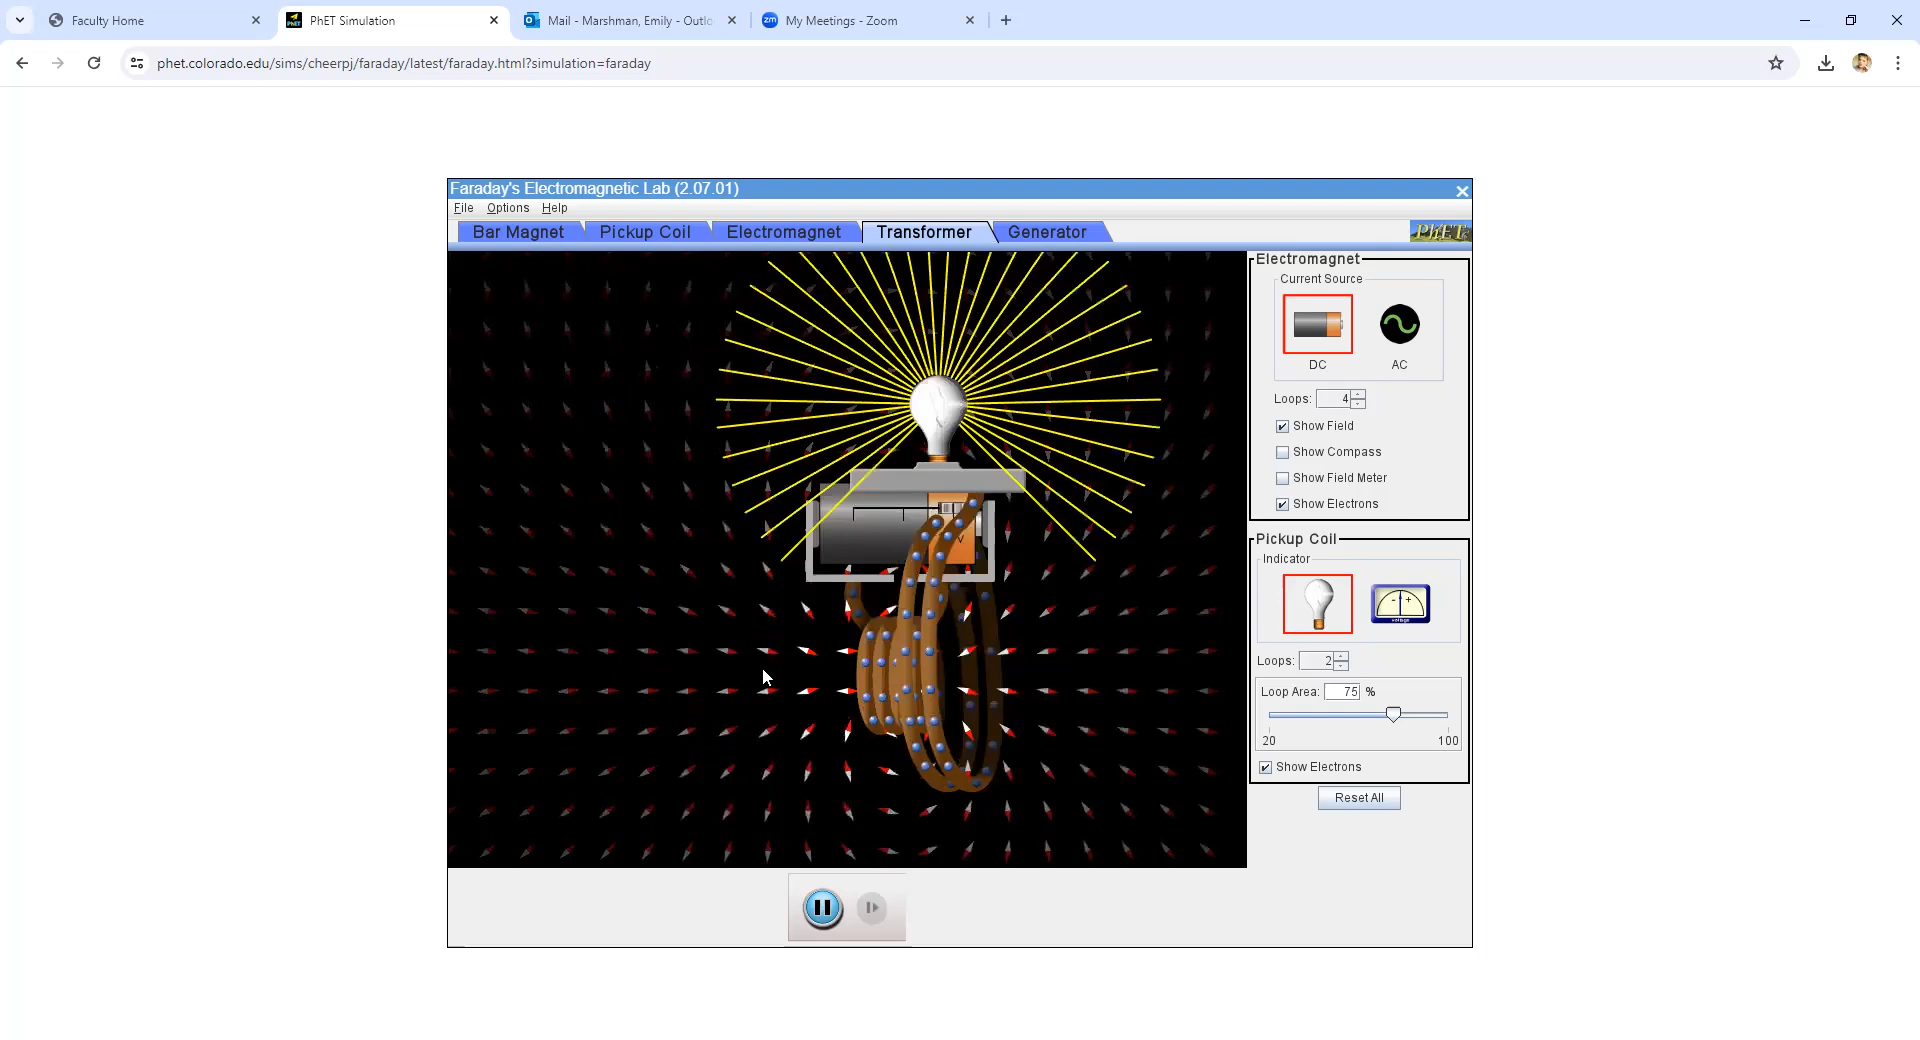 Faculty Home
PhET Simulation
Mail - Marshman, Emily - Outlo
zm My Meetings - Zoom
phet.colorado.edu/sims/cheerpj/faraday/latest/faraday.html?simulation=faraday
Faraday's Electromagnetic Lab (2.07.01)
File Options Help
Bar Magnet Pickup Coil Electromagnet Transformer Generator
PhET
Electromagnet
Current Source
DC AC
Loops: 4
Show Field
Show Compass
Show Field Meter
Show Electrons
V
Pickup Coil
Indicator
- +
voltage
Loops: 2
Loop Area: 75 %
20 100
Show Electrons
Reset All